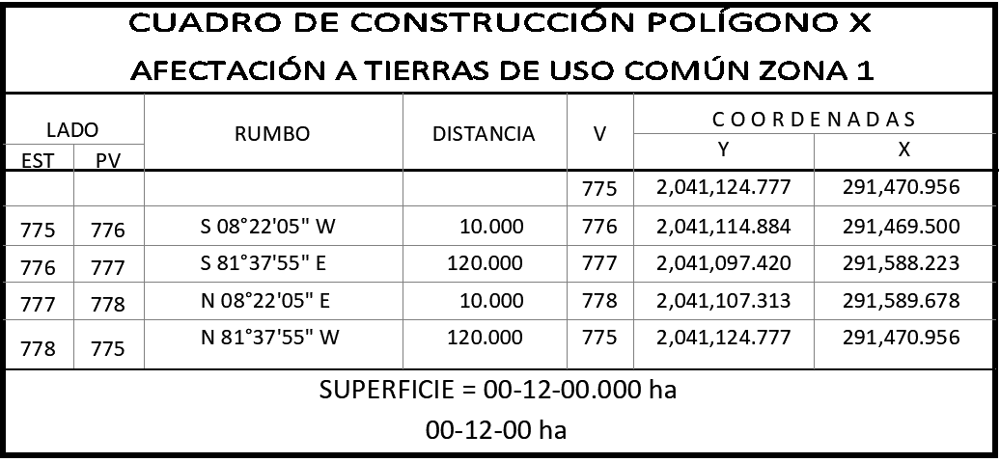 CUADRO DE CONSTRUCCIÓN POLÍGONO X
AFECTACIÓN A TIERRAS DE USO COMÚN ZONA 1
LADO RUMBO DISTANCIA V COORDENADAS
EST PV Y X
775 2,041,124.777 291,470.956
775 776 S 08°22'05" W 10.000 776 2,041,114.884 291,469.500
776 777 S 81°37'55" E 120.000 777 2,041,097.420 291,588.223
777 778 N 08°22'05" E 10.000 778 2,041,107.313 291,589.678
778 775 N 81°37'55" W 120.000 775 2,041,124.777 291,470.956
SUPERFICIE = 00-12-00.000 ha
00-12-00 ha